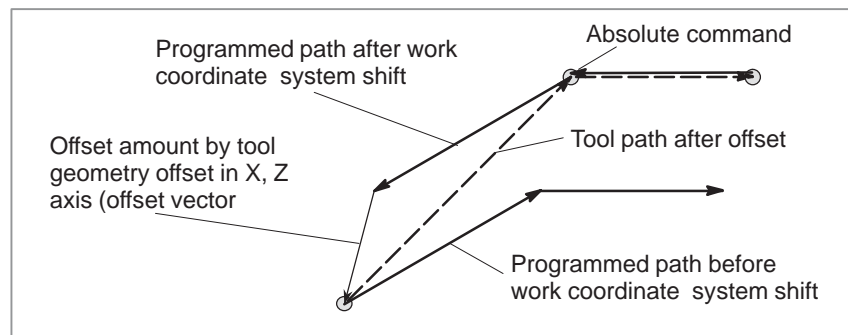 Absolute command
Programmed path after work
coordinate system shift
Tool path after offset
Offset amount by tool
geometry offset in X, Z
axis (offset vector
Programmed path before
work coordinate system shift